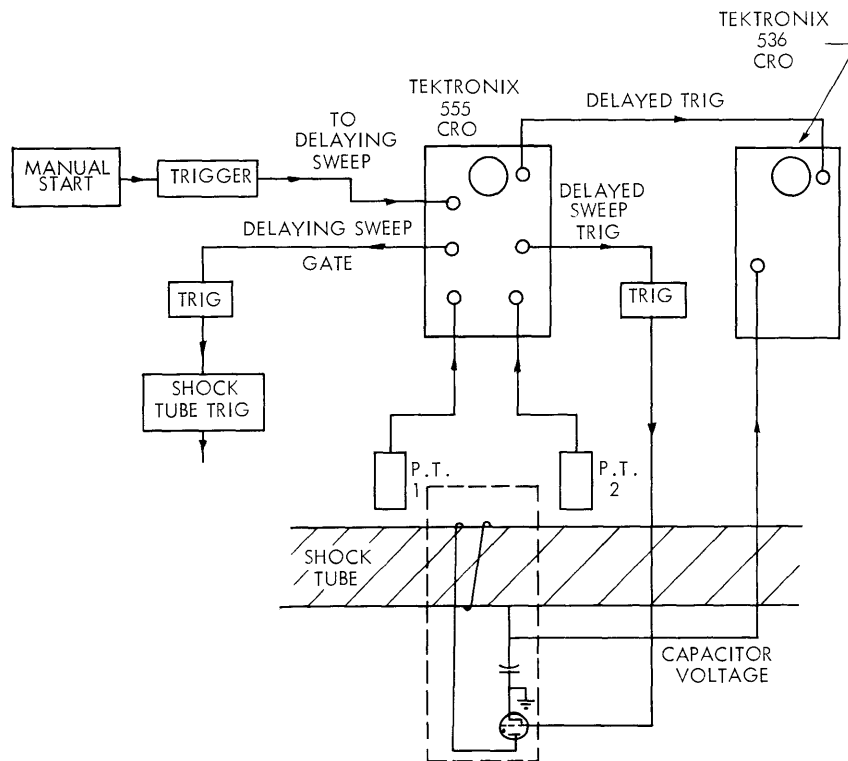 TEKTRONIX
536
CRO
TEKTRONIX
555
CRO
DELAYED TRIG
TO
DELAYING
SWEEP
MANUAL
START
TRIGGER
DELAYED
SWEEP
TRIG
DELAYING SWEEP
GATE
TRIG
TRIG
SHOCK
TUBE TRIG
P.T.
1
P.T.
2
SHOCK
TUBE
CAPACITOR
VOLTAGE